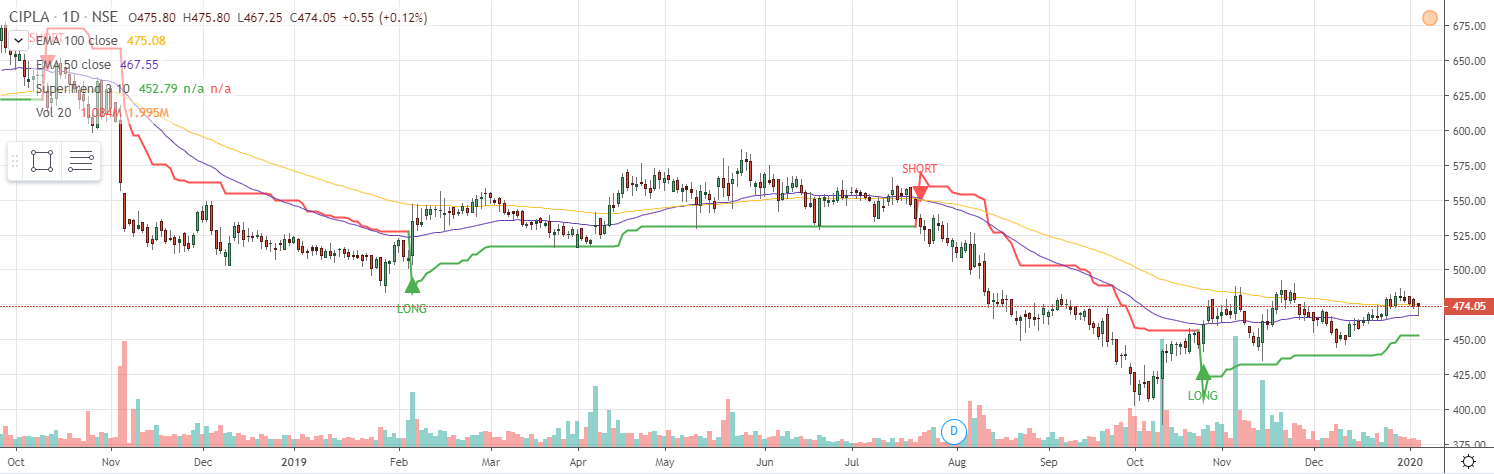 CIPLA · 1D · NSE O475.80 H475.80 L467.25 C474.05 +0.55 (+0.12%)
SHORT
EMA 100 close 475.08
EMA 50 close 467.55
SuperTrend 3 10 452.79 n/a n/a
Vol 20 1.084M 1.995M
SHORT
LONG
LONG
D
675.00
650.00
625.00
600.00
575.00
550.00
525.00
500.00
474.05
450.00
425.00
400.00
375.00
Oct Nov Dec 2019 Feb Mar Apr May Jun Jul Aug Sep Oct Nov Dec 2020